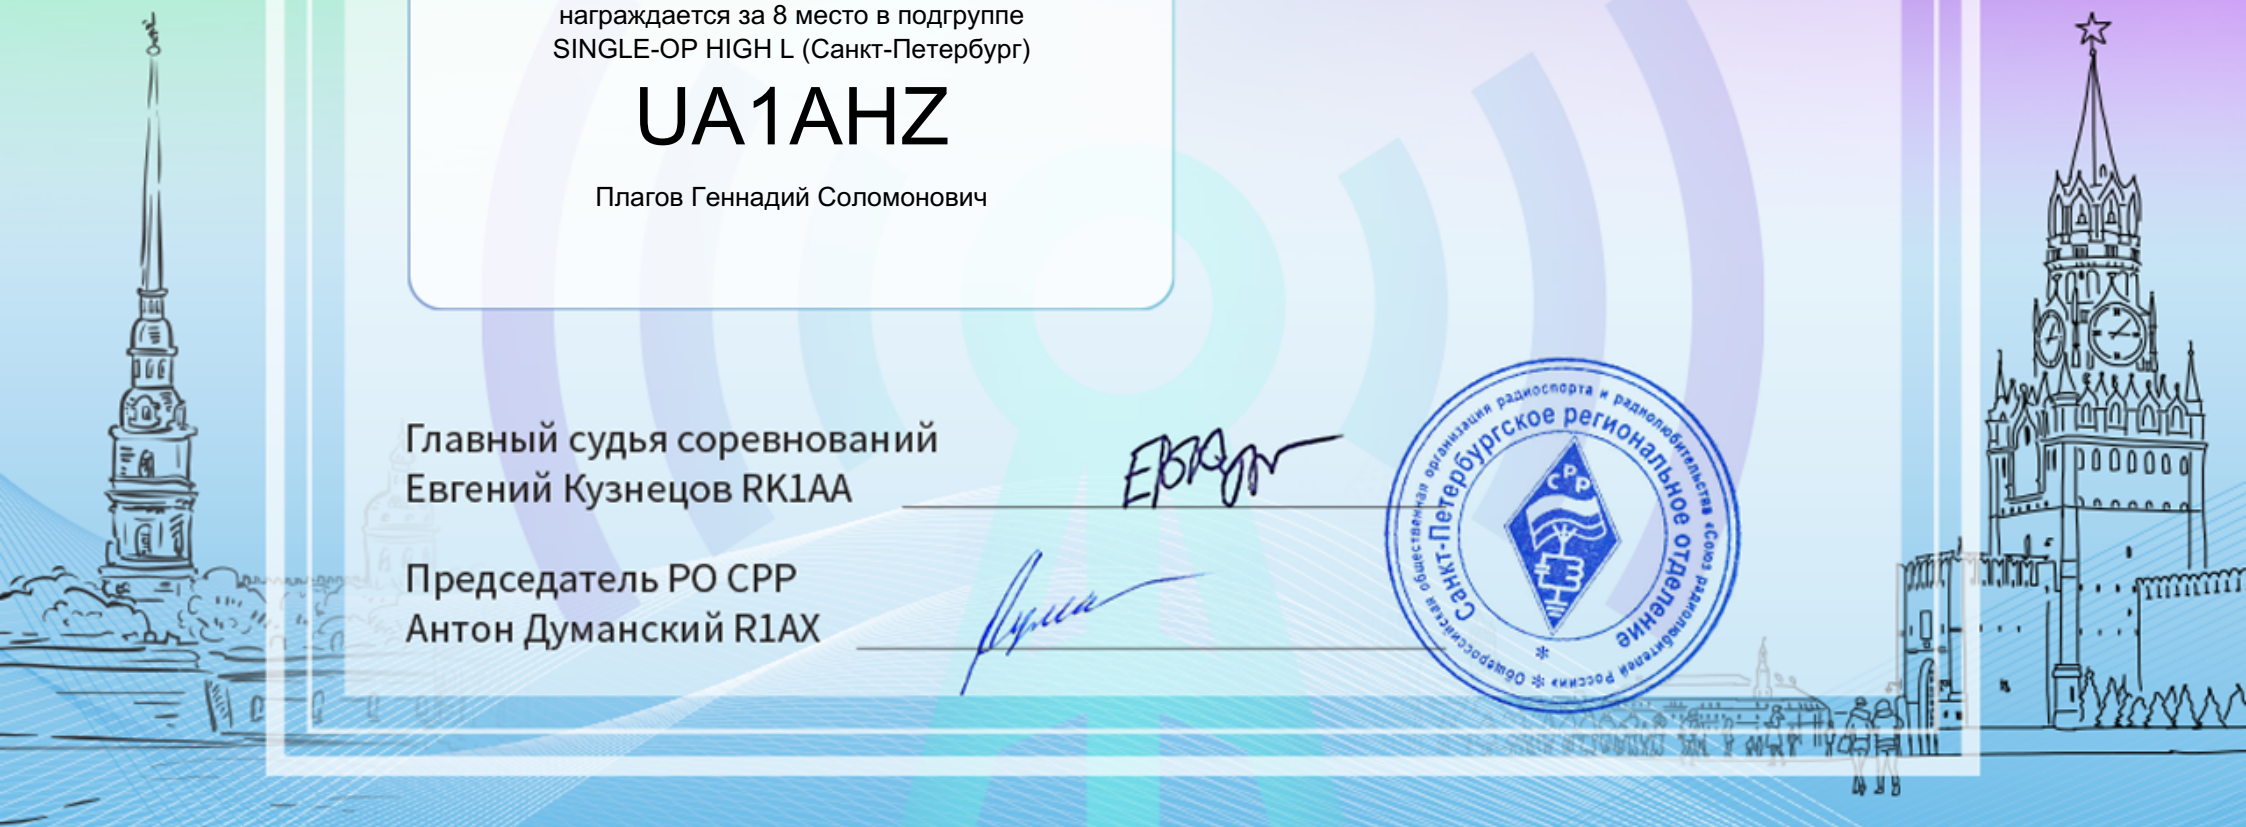 награждается за 8 место в подгруппе
SINGLE-OP HIGH L (Санкт-Петербург)
UA1AHZ
Плагов Геннадий Соломонович
Главный судья соревнований
Евгений Кузнецов RK1AA
Председатель РО СРР
Антон Думанский R1AX
Общероссийская общественная организация радиоспорта и радиолюбительства «Союз радиолюбителей России»
Санкт-Петербургское региональное отделение
СРР